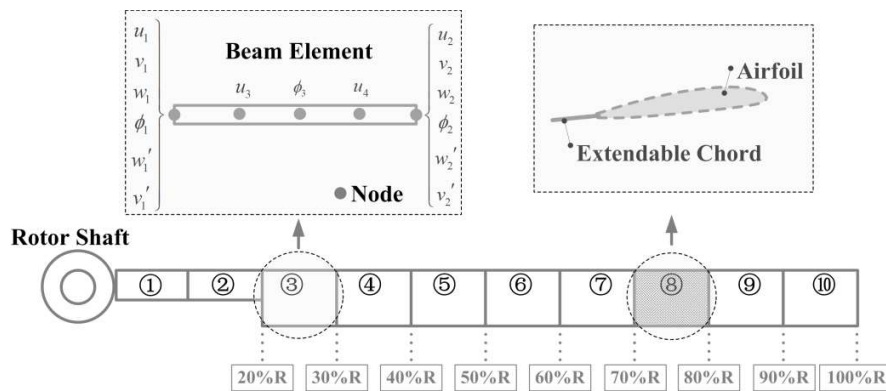 Beam Element
u₁
v₁
w₁
ϕ₁
w₁′
v₁′
u₃ ϕ₃ u₄
u₂
v₂
w₂
ϕ₂
w₂′
v₂′
Node
Airfoil
Extendable Chord
Rotor Shaft
① ② ③ ④ ⑤ ⑥ ⑦ ⑧ ⑨ ⑩
20%R 30%R 40%R 50%R 60%R 70%R 80%R 90%R 100%R